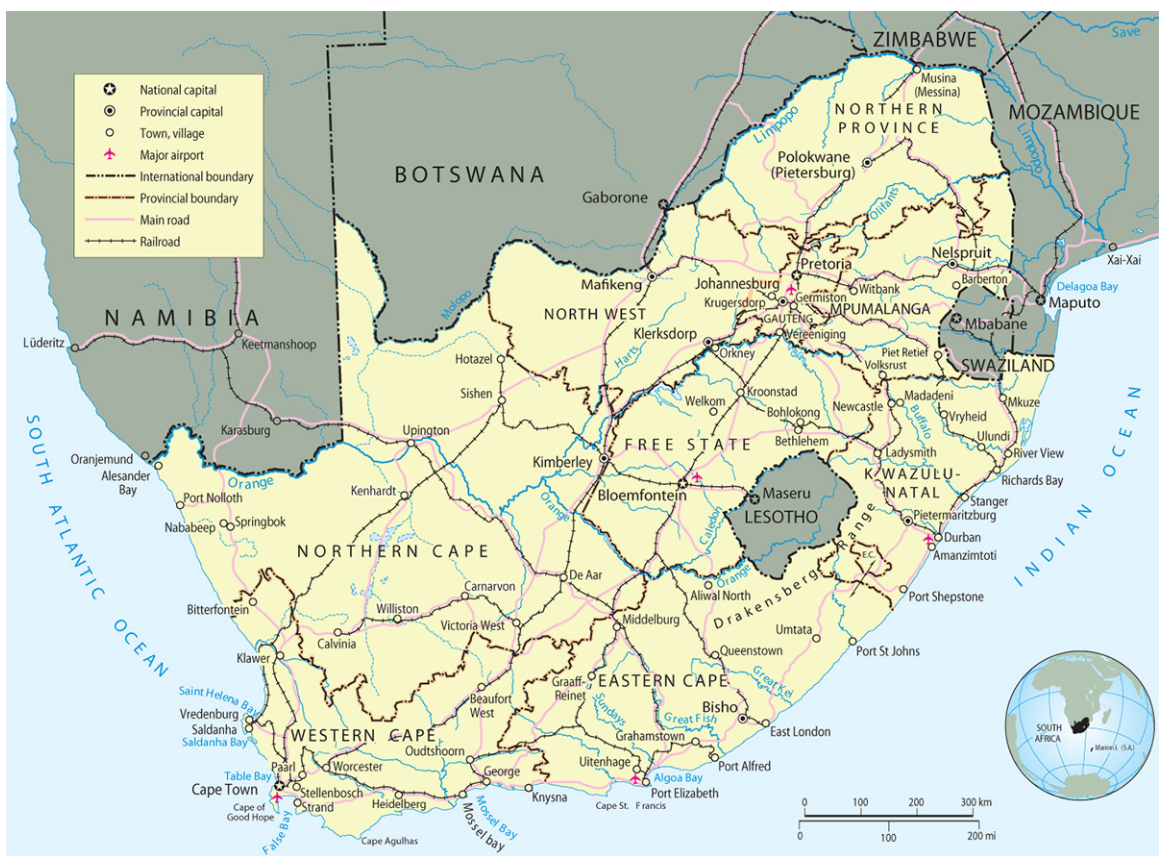 ZIMBABWE
Save
Musina
(Messina)
National capital
Provincial capital
Town, village
Major airport
International boundary
Provincial boundary
Main road
Railroad
NORTHERN
PROVINCE
MOZAMBIQUE
Limpopo
Limpopo
Polokwane
(Pietersburg)
BOTSWANA
Gaborone
Olifants
Xai-Xai
Pretoria
Nelspruit
Mafikeng
Johannesburg
Witbank
Barberton
Delagoa Bay
Maputo
Krugersdorp
Germiston
MPUMALANGA
GAUTENG
Mbabane
NAMIBIA
Molopo
NORTH WEST
Klerksdorp
Vereeniging
Lüderitz
Keetmanshoop
Orkney
Hotazel
Harts
Piet Retief
Volksrust
SWAZILAND
Sishen
Kroonstad
Welkom
Madadeni
Mkuze
Bohlokong
Newcastle
Buffalo
Vryheid
Karasburg
Upington
FREE STATE
Bethlehem
Ulundi
Ladysmith
River View
Oranjemund
Alesander
Bay
Orange
Kimberley
KWAZULU-
NATAL
Richards Bay
Kenhardt
Bloemfontein
Maseru
LESOTHO
Stanger
Port Nolloth
Orange
Caledon
Pietermaritzburg
Nababeep
Springbok
Durban
Amanzimtoti
NORTHERN CAPE
E.C.
De Aar
Orange
Drakensberg Range
Aliwal North
Port Shepstone
Bitterfontein
Carnarvon
Williston
Victoria West
Middelburg
Calvinia
Umtata
Port St Johns
Klawer
Queenstown
Great Kei
Graaff-
Reinet
EASTERN CAPE
Saint Helena Bay
Beaufort
West
Sundays
Bisho
Vredenburg
Saldanha
Saldanha Bay
WESTERN CAPE
Great Fish
East London
Oudtshoorn
Grahamstown
Uitenhage
Port Alfred
Table Bay
Paarl
Worcester
George
Algoa Bay
Cape Town
Stellenbosch
Port Elizabeth
Strand
Heidelberg
Knysna
Cape St. Francis
Cape of
Good Hope
False Bay
Mossel Bay
Mossel bay
Cape Agulhas
SOUTH ATLANTIC OCEAN
INDIAN OCEAN
SOUTH
AFRICA
Marion I. (S.A.)
0 100 200 300 km
0 100 200 mi